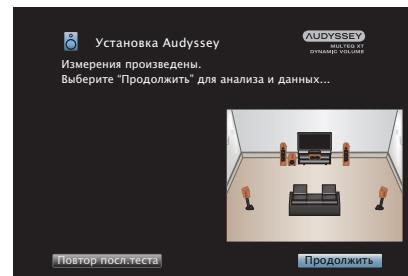 Установка Audyssey
AUDYSSEY
MULTEQ XT
DYNAMIC VOLUME
Измерения произведены.
Выберите “Продолжить” для анализа и данных...
Повтор посл.теста
Продолжить